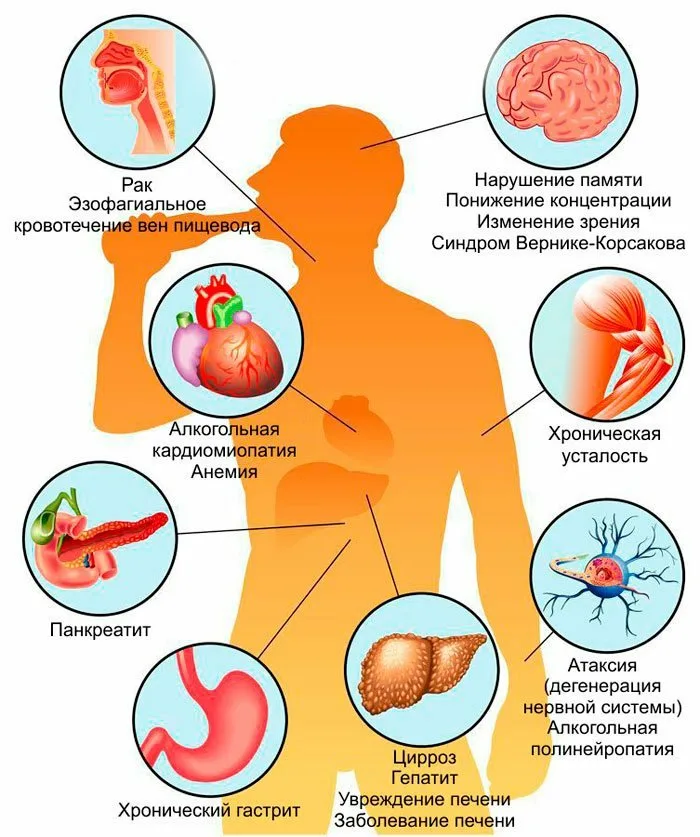 Рак
Эзофагиальное
кровотечение вен пищевода
Нарушение памяти
Понижение концентрации
Изменение зрения
Синдром Вернике-Корсакова
Алкогольная
кардиомиопатия
Анемия
Хроническая
усталость
Панкреатит
Атаксия
(дегенерация
нервной системы)
Алкогольная
полинейропатия
Хронический гастрит
Цирроз
Гепатит
Увреждение печени
Заболевание печени